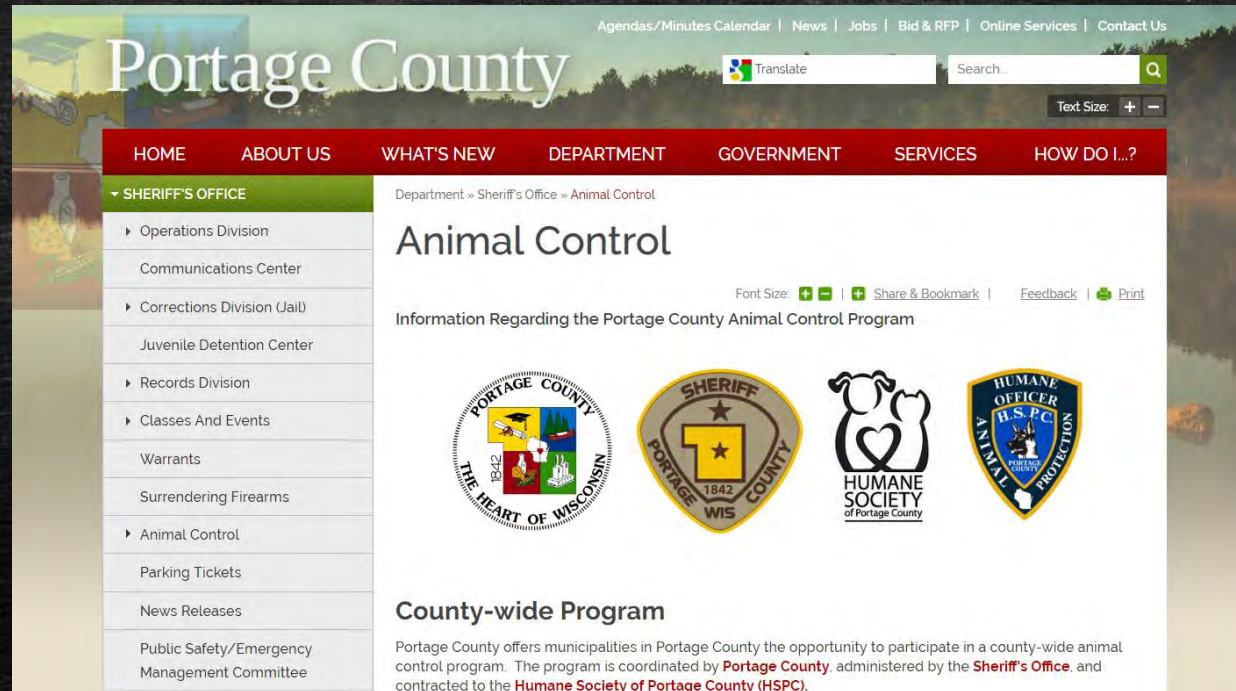 Agendas/Minutes Calendar | News | Jobs | Bid & RFP | Online Services | Contact Us
Portage County
Translate
Search...
Text Size: + −
HOME ABOUT US WHAT'S NEW DEPARTMENT GOVERNMENT SERVICES HOW DO I...?
SHERIFF'S OFFICE
Operations Division
Communications Center
Corrections Division (Jail)
Juvenile Detention Center
Records Division
Classes And Events
Warrants
Surrendering Firearms
Animal Control
Parking Tickets
News Releases
Public Safety/Emergency
Management Committee
Department » Sheriff's Office » Animal Control
Animal Control
Font Size: + − | + Share & Bookmark | Feedback | Print
Information Regarding the Portage County Animal Control Program
PORTAGE COUNTY
1842
THE HEART OF WISCONSIN
SHERIFF
PORTAGE COUNTY
1842
WIS
HUMANE
SOCIETY
of Portage County
HUMANE
OFFICER
H.S.P.C.
PORTAGE
COUNTY
ANIMAL PROTECTION
County-wide Program
Portage County offers municipalities in Portage County the opportunity to participate in a county-wide animal
control program. The program is coordinated by Portage County, administered by the Sheriff's Office, and
contracted to the Humane Society of Portage County (HSPC).